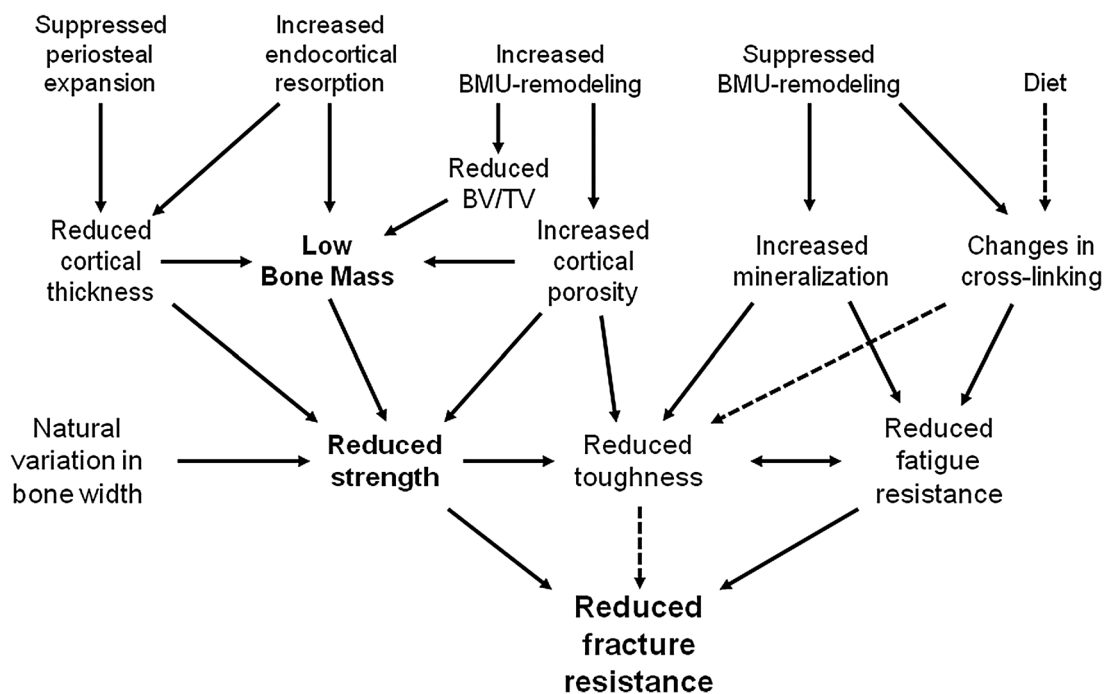 Suppressed
periosteal
expansion
Increased
endocortical
resorption
Increased
BMU-remodeling
Suppressed
BMU-remodeling
Diet
Reduced
BV/TV
Reduced
cortical
thickness
Low
Bone Mass
Increased
cortical
porosity
Increased
mineralization
Changes in
cross-linking
Natural
variation in
bone width
Reduced
strength
Reduced
toughness
Reduced
fatigue
resistance
Reduced
fracture
resistance